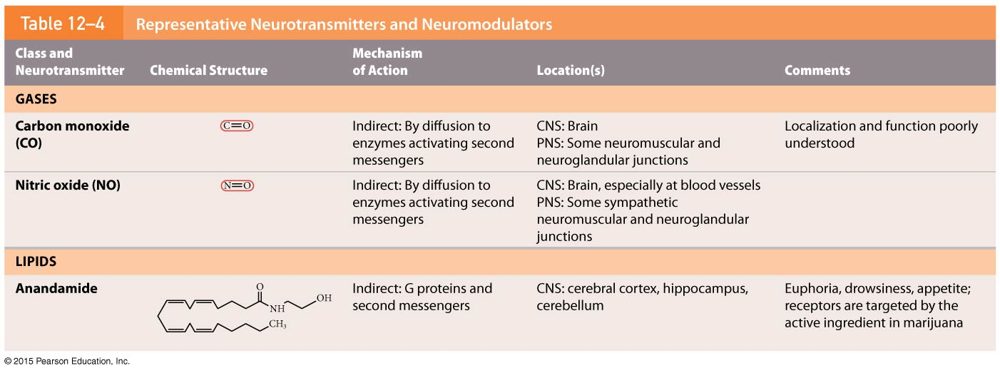 Table 12–4 Representative Neurotransmitters and Neuromodulators
Class and
Neurotransmitter
Chemical Structure
Mechanism
of Action
Location(s)
Comments
GASES
Carbon monoxide
(CO)
C=O
Indirect: By diffusion to
enzymes activating second
messengers
CNS: Brain
PNS: Some neuromuscular and
neuroglandular junctions
Localization and function poorly
understood
Nitric oxide (NO)
N=O
Indirect: By diffusion to
enzymes activating second
messengers
CNS: Brain, especially at blood vessels
PNS: Some sympathetic
neuromuscular and neuroglandular
junctions
LIPIDS
Anandamide
O
OH
NH
CH₃
Indirect: G proteins and
second messengers
CNS: cerebral cortex, hippocampus,
cerebellum
Euphoria, drowsiness, appetite;
receptors are targeted by the
active ingredient in marijuana
© 2015 Pearson Education, Inc.